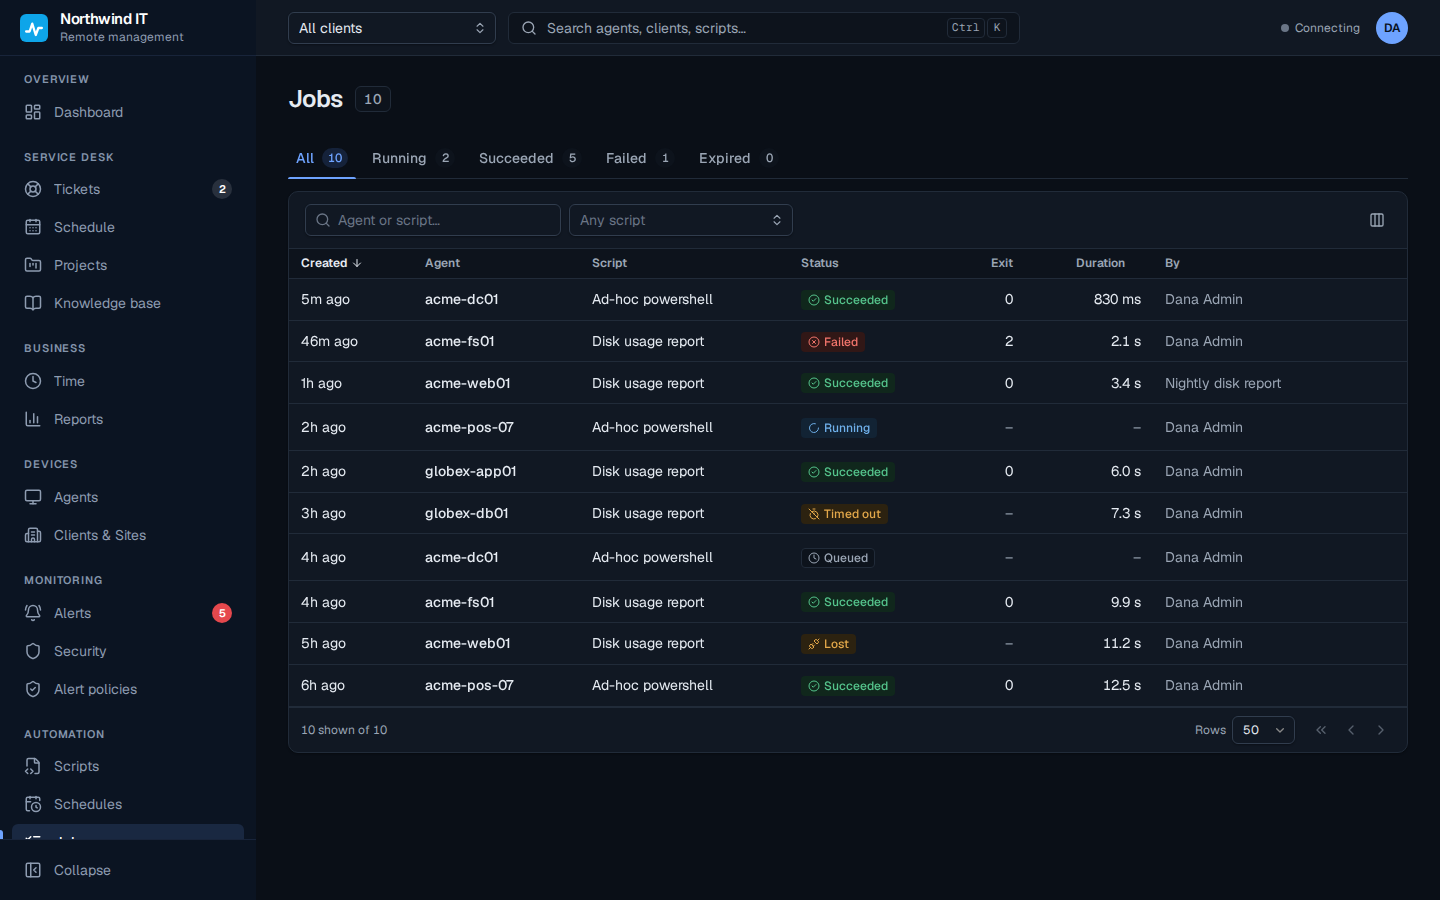 Northwind IT
Remote management
All clients
Search agents, clients, scripts...
Ctrl K
Connecting
DA
OVERVIEW
Dashboard
SERVICE DESK
Tickets 2
Schedule
Projects
Knowledge base
BUSINESS
Time
Reports
DEVICES
Agents
Clients & Sites
MONITORING
Alerts 5
Security
Alert policies
AUTOMATION
Scripts
Schedules
Collapse
Jobs 10
All 10 Running 2 Succeeded 5 Failed 1 Expired 0
Agent or script...
Any script
Created Agent Script Status Exit Duration By
5m ago acme-dc01 Ad-hoc powershell Succeeded 0 830 ms Dana Admin
46m ago acme-fs01 Disk usage report Failed 2 2.1 s Dana Admin
1h ago acme-web01 Disk usage report Succeeded 0 3.4 s Nightly disk report
2h ago acme-pos-07 Ad-hoc powershell Running – – Dana Admin
2h ago globex-app01 Disk usage report Succeeded 0 6.0 s Dana Admin
3h ago globex-db01 Disk usage report Timed out – 7.3 s Dana Admin
4h ago acme-dc01 Ad-hoc powershell Queued – – Dana Admin
4h ago acme-fs01 Disk usage report Succeeded 0 9.9 s Dana Admin
5h ago acme-web01 Disk usage report Lost – 11.2 s Dana Admin
6h ago acme-pos-07 Ad-hoc powershell Succeeded 0 12.5 s Dana Admin
10 shown of 10
Rows 50